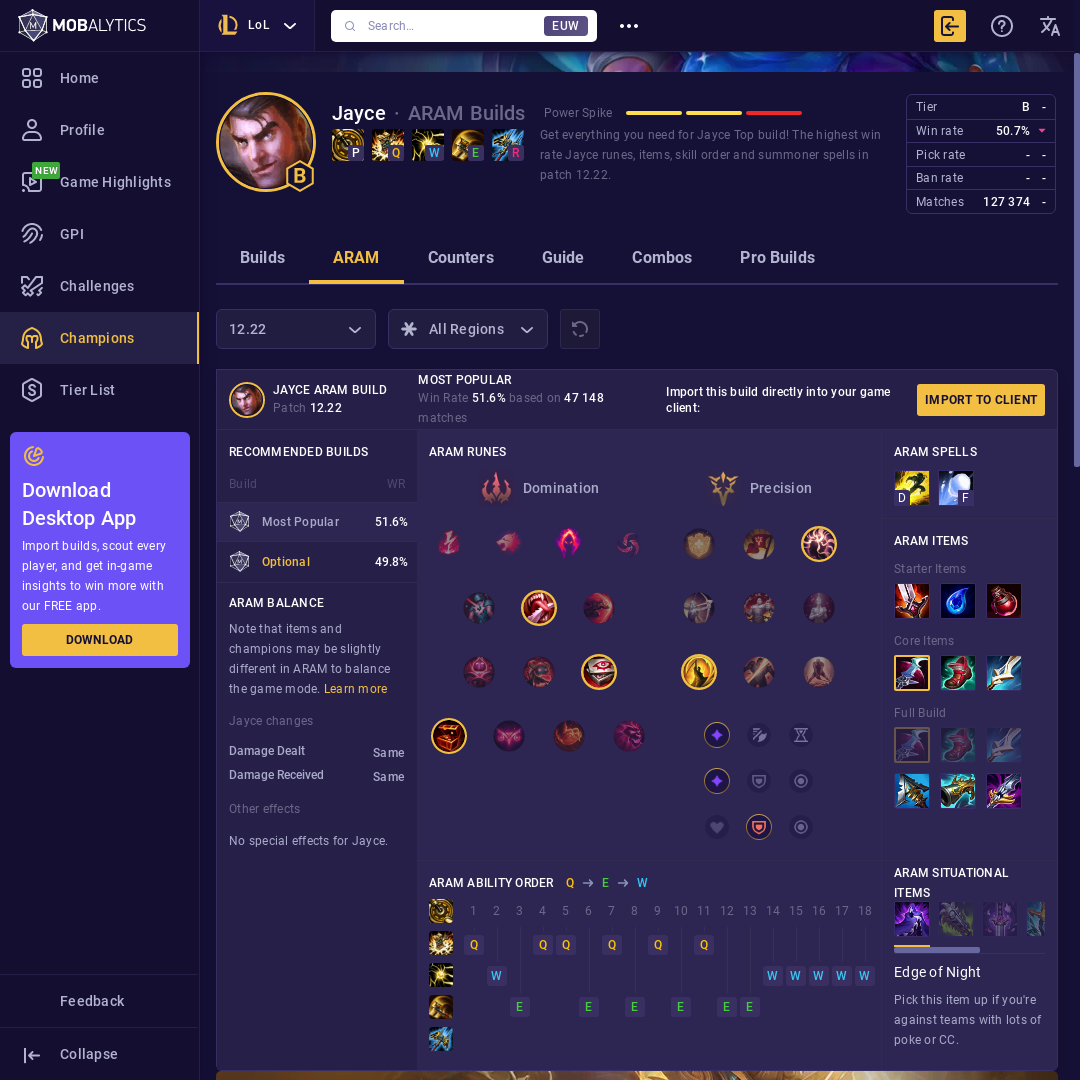 MOBALYTICS
LoL
Search...
EUW
Home
Profile
NEW
Game Highlights
GPI
Challenges
Champions
Tier List
Download
Desktop App
Import builds, scout every
player, and get in-game
insights to win more with
our FREE app.
DOWNLOAD
Feedback
Collapse
B
Jayce · ARAM Builds
P Q W E R
Power Spike
Get everything you need for Jayce Top build! The highest win
rate Jayce runes, items, skill order and summoner spells in
patch 12.22.
Tier B -
Win rate 50.7%
Pick rate - -
Ban rate - -
Matches 127 374 -
Builds ARAM Counters Guide Combos Pro Builds
12.22
All Regions
JAYCE ARAM BUILD
Patch 12.22
MOST POPULAR
Win Rate 51.6% based on 47 148
matches
Import this build directly into your game
client:
IMPORT TO CLIENT
RECOMMENDED BUILDS
Build WR
Most Popular 51.6%
Optional 49.8%
ARAM BALANCE
Note that items and
champions may be slightly
different in ARAM to balance
the game mode. Learn more
Jayce changes
Damage Dealt Same
Damage Received Same
Other effects
No special effects for Jayce.
ARAM RUNES
Domination
Precision
ARAM ABILITY ORDER Q E W
1 2 3 4 5 6 7 8 9 10 11 12 13 14 15 16 17 18
Q Q Q Q Q Q
W W W W W W
E E E E E E
ARAM SPELLS
D F
ARAM ITEMS
Starter Items
Core Items
Full Build
ARAM SITUATIONAL
ITEMS
Edge of Night
Pick this item up if you're
against teams with lots of
poke or CC.